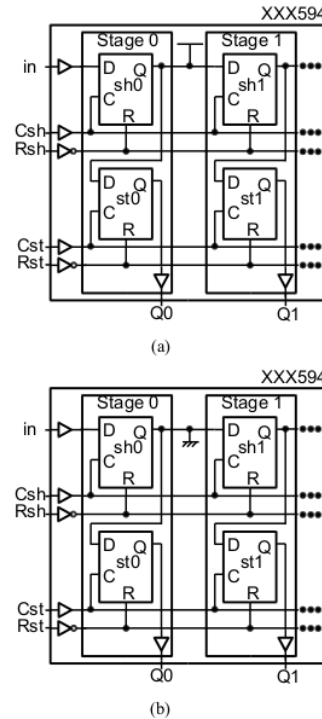 XXX594
Stage 0 Stage 1
in D Q D Q
sh0 sh1
C C
R R
Csh
Rsh
D Q D Q
st0 st1
C C
R R
Cst
Rst
Q0 Q1
(a)
XXX594
Stage 0 Stage 1
in D Q D Q
sh0 sh1
C C
R R
Csh
Rsh
D Q D Q
st0 st1
C C
R R
Cst
Rst
Q0 Q1
(b)